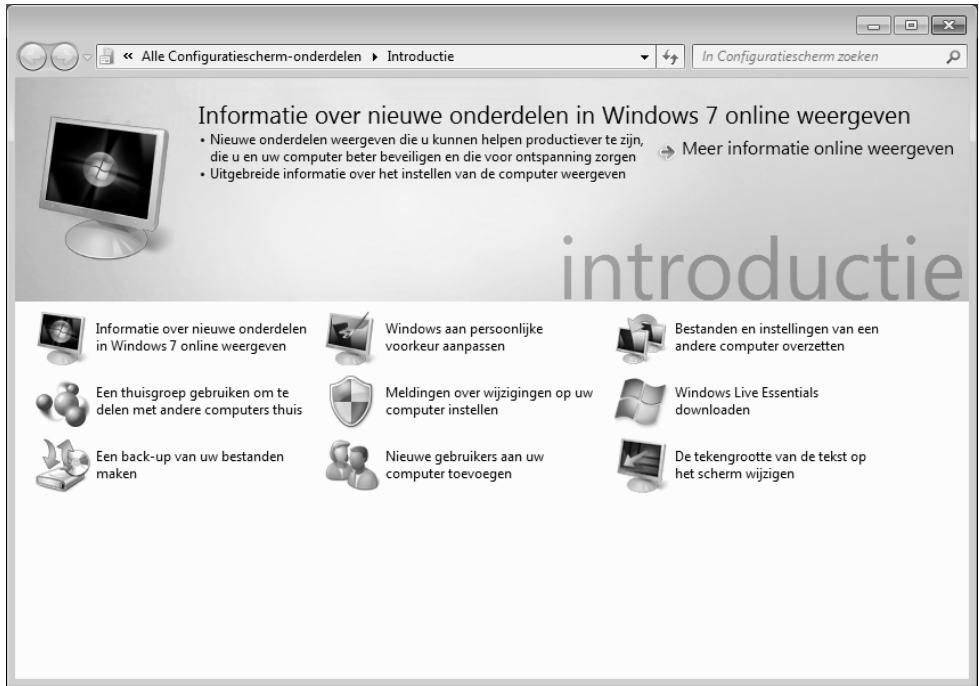 « Alle Configuratiescherm-onderdelen ▸ Introductie
In Configuratiescherm zoeken
Informatie over nieuwe onderdelen in Windows 7 online weergeven
• Nieuwe onderdelen weergeven die u kunnen helpen productiever te zijn,
die u en uw computer beter beveiligen en die voor ontspanning zorgen
• Uitgebreide informatie over het instellen van de computer weergeven
Meer informatie online weergeven
introductie
Informatie over nieuwe onderdelen
in Windows 7 online weergeven
Windows aan persoonlijke
voorkeur aanpassen
Bestanden en instellingen van een
andere computer overzetten
Een thuisgroep gebruiken om te
delen met andere computers thuis
Meldingen over wijzigingen op uw
computer instellen
Windows Live Essentials
downloaden
Een back-up van uw bestanden
maken
Nieuwe gebruikers aan uw
computer toevoegen
De tekengrootte van de tekst op
het scherm wijzigen